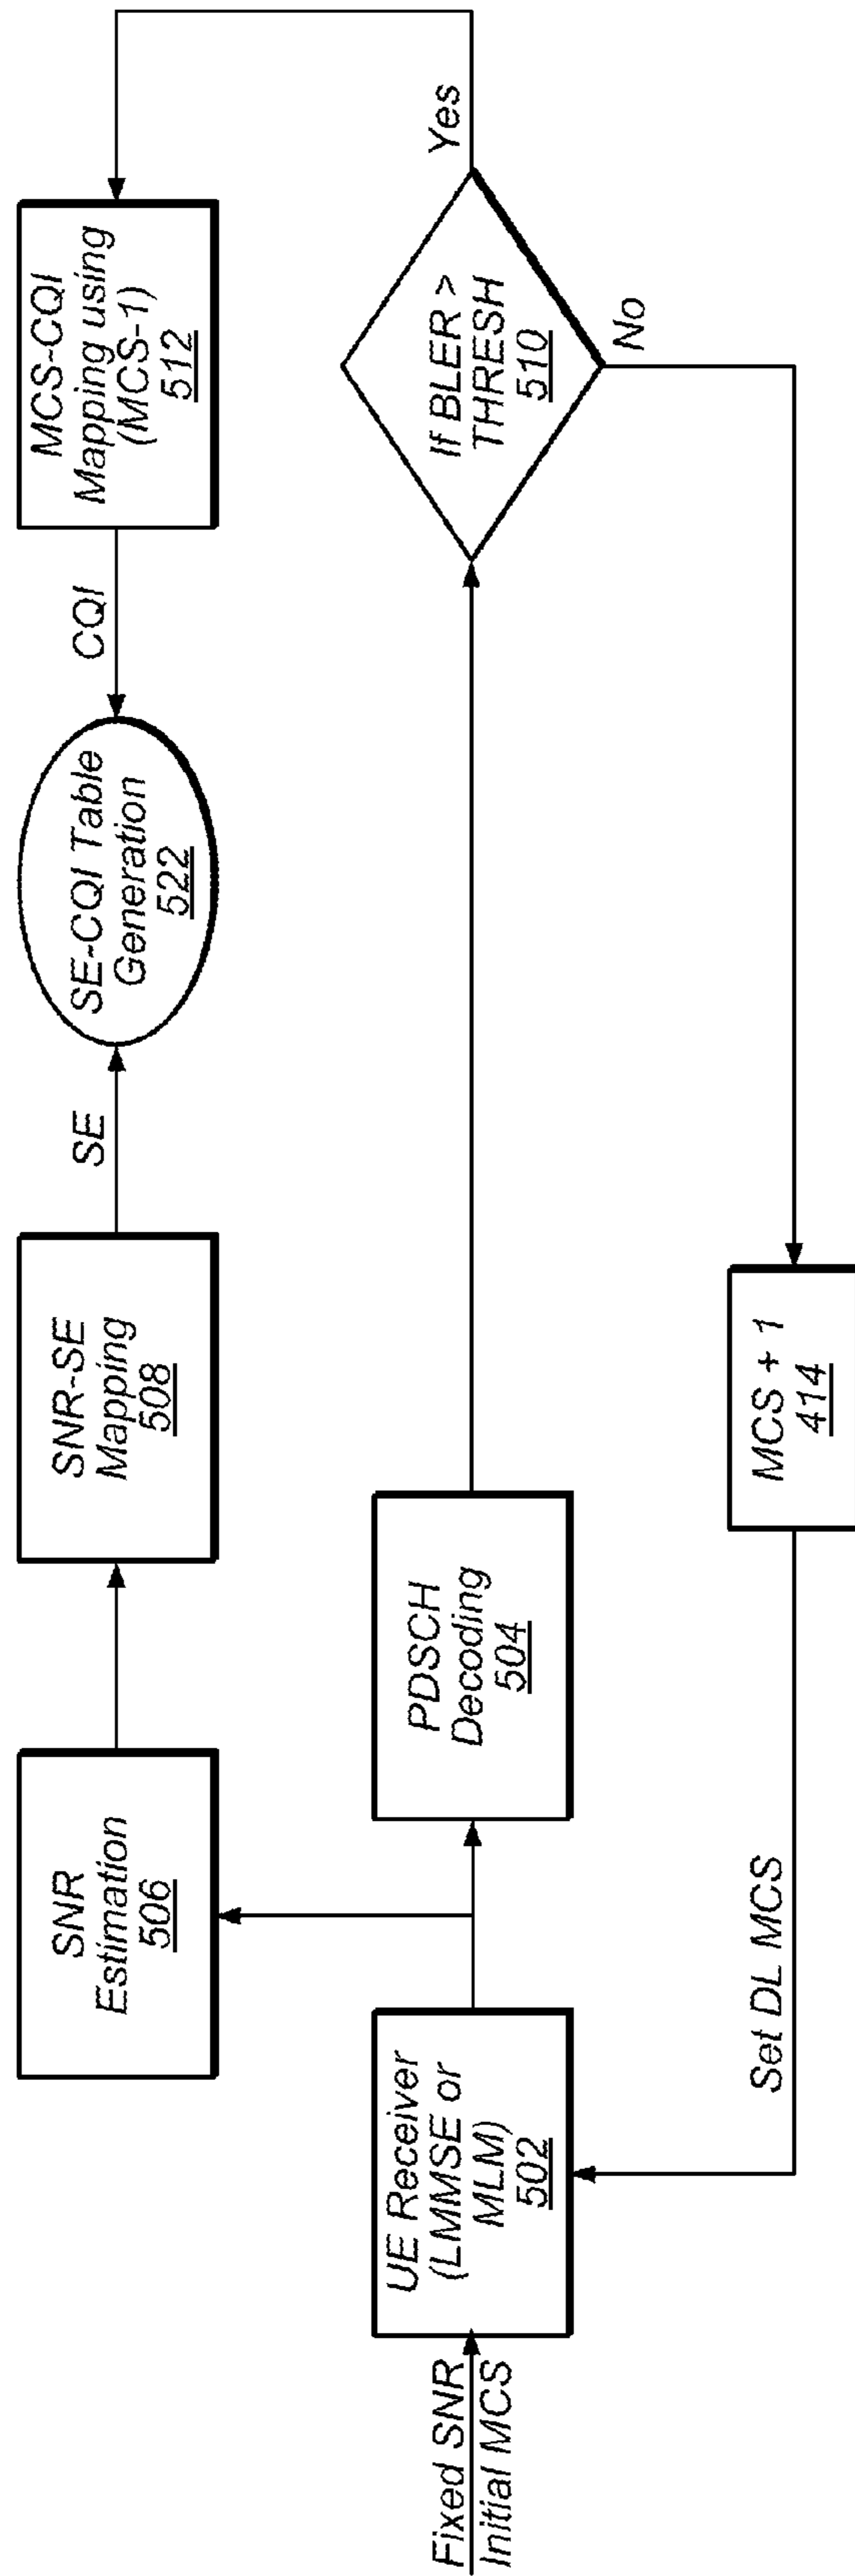 Fixed SNR
Initial MCS
UE Receiver
(LMMSE or
MLM)
502
SNR
Estimation
506
PDSCH
Decoding
504
SNR-SE
Mapping
508
SE
SE-CQI Table
Generation
522
CQI
MCS-CQI
Mapping using
(MCS-1)
512
If BLER >
THRESH
510
Yes
No
MCS + 1
414
Set DL MCS